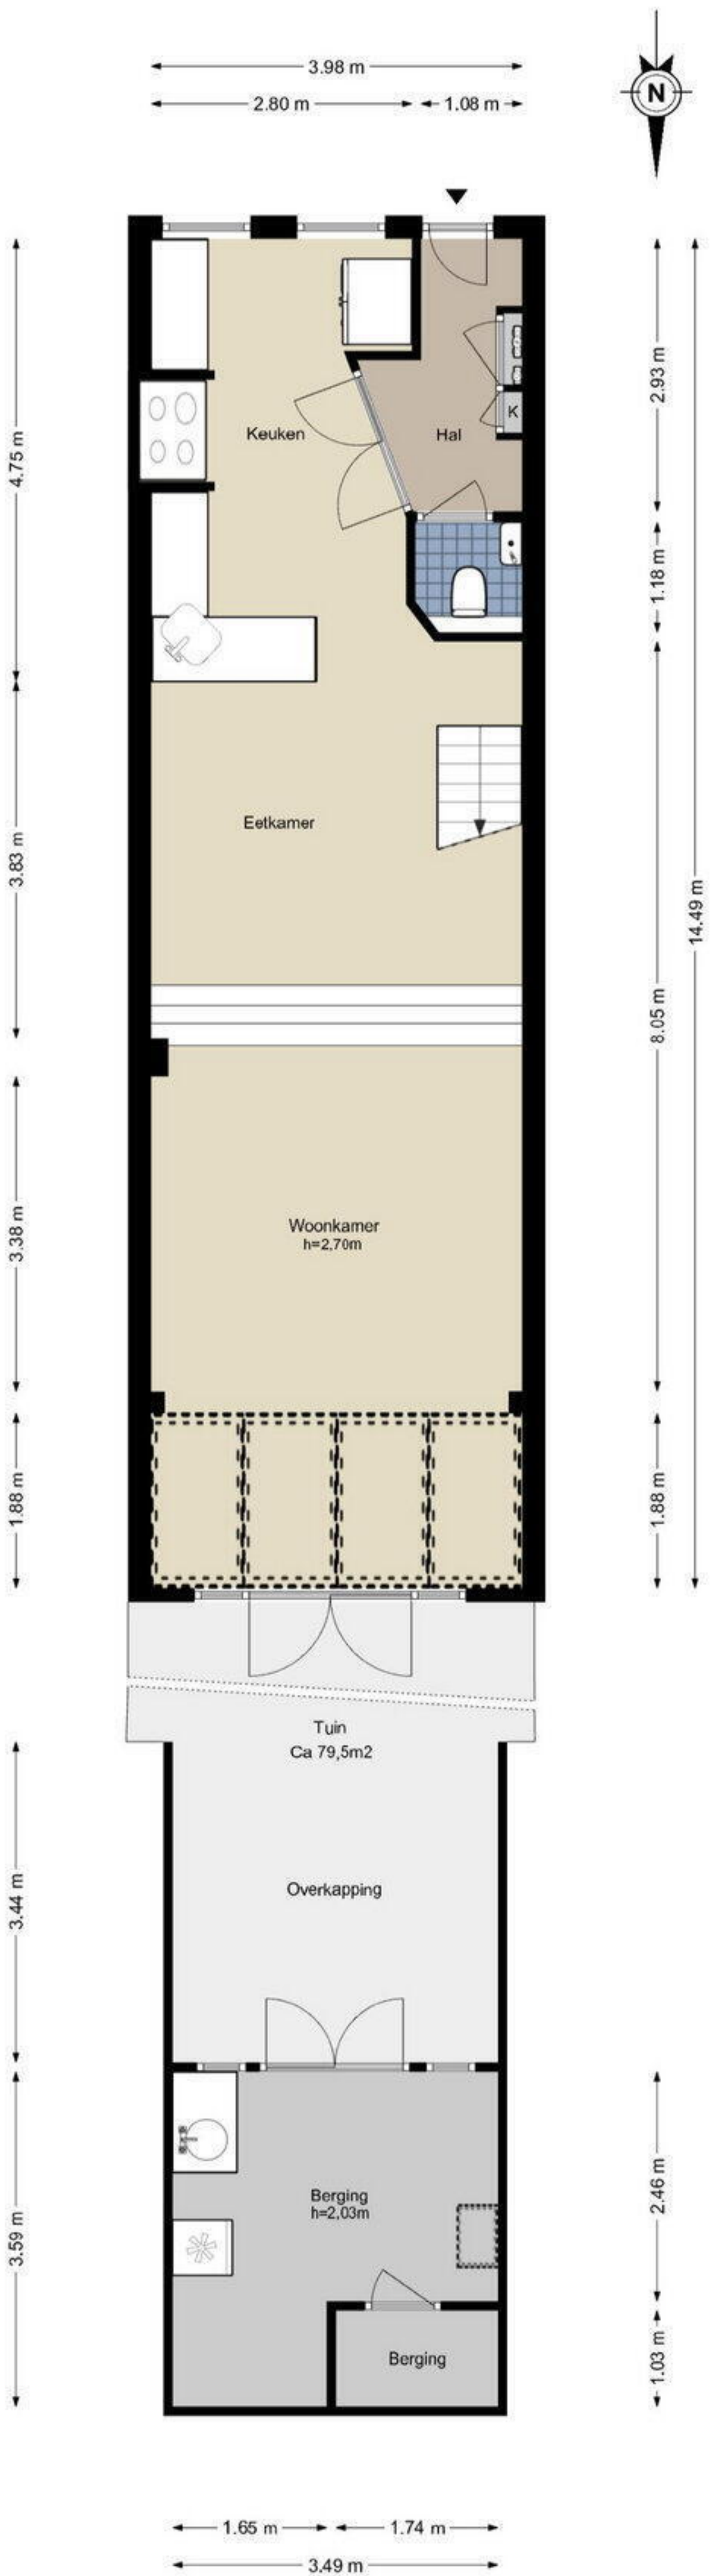 3.98 m
2.80 m
1.08 m
N
4.75 m
2.93 m
Keuken
Hal
K
1.18 m
Eetkamer
3.83 m
14.49 m
8.05 m
Woonkamer
h=2,70m
3.38 m
1.88 m
1.88 m
Tuin
Ca 79,5m2
Overkapping
3.44 m
Berging
h=2,03m
2.46 m
3.59 m
Berging
1.03 m
1.65 m
1.74 m
3.49 m